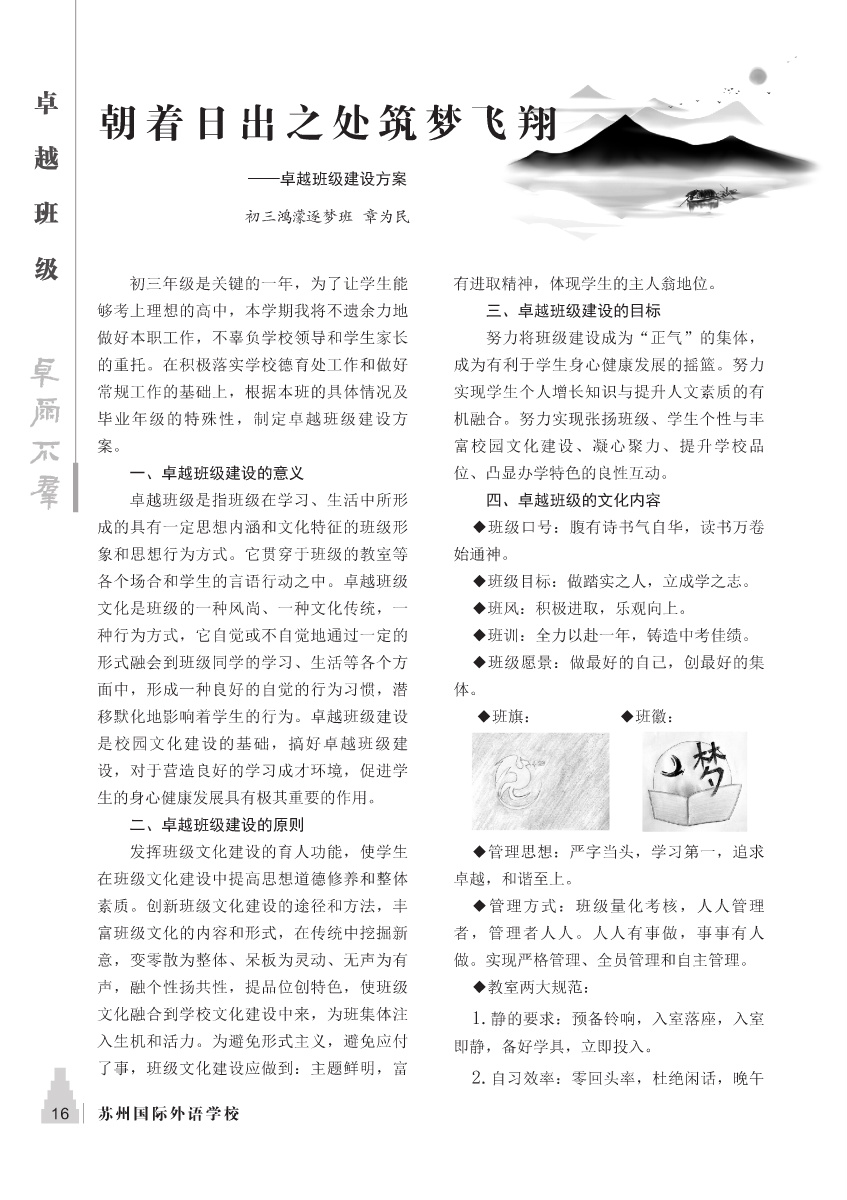 卓越班级
卓尔不群
朝着日出之处筑梦飞翔
——卓越班级建设方案
初三鸿濛逐梦班 章为民
初三年级是关键的一年，为了让学生能
够考上理想的高中，本学期我将不遗余力地
做好本职工作，不辜负学校领导和学生家长
的重托。在积极落实学校德育处工作和做好
常规工作的基础上，根据本班的具体情况及
毕业年级的特殊性，制定卓越班级建设方
案。
一、卓越班级建设的意义
卓越班级是指班级在学习、生活中所形
成的具有一定思想内涵和文化特征的班级形
象和思想行为方式。它贯穿于班级的教室等
各个场合和学生的言语行动之中。卓越班级
文化是班级的一种风尚、一种文化传统，一
种行为方式，它自觉或不自觉地通过一定的
形式融会到班级同学的学习、生活等各个方
面中，形成一种良好的自觉的行为习惯，潜
移默化地影响着学生的行为。卓越班级建设
是校园文化建设的基础，搞好卓越班级建
设，对于营造良好的学习成才环境，促进学
生的身心健康发展具有极其重要的作用。
二、卓越班级建设的原则
发挥班级文化建设的育人功能，使学生
在班级文化建设中提高思想道德修养和整体
素质。创新班级文化建设的途径和方法，丰
富班级文化的内容和形式，在传统中挖掘新
意，变零散为整体、呆板为灵动、无声为有
声，融个性扬共性，提品位创特色，使班级
文化融合到学校文化建设中来，为班集体注
入生机和活力。为避免形式主义，避免应付
了事，班级文化建设应做到：主题鲜明，富
有进取精神，体现学生的主人翁地位。
三、卓越班级建设的目标
努力将班级建设成为“正气”的集体，
成为有利于学生身心健康发展的摇篮。努力
实现学生个人增长知识与提升人文素质的有
机融合。努力实现张扬班级、学生个性与丰
富校园文化建设、凝心聚力、提升学校品
位、凸显办学特色的良性互动。
四、卓越班级的文化内容
◆班级口号：腹有诗书气自华，读书万卷
始通神。
◆班级目标：做踏实之人，立成学之志。
◆班风：积极进取，乐观向上。
◆班训：全力以赴一年，铸造中考佳绩。
◆班级愿景：做最好的自己，创最好的集
体。
◆班旗： ◆班徽：
梦
◆管理思想：严字当头，学习第一，追求
卓越，和谐至上。
◆管理方式：班级量化考核，人人管理
者，管理者人人。人人有事做，事事有人
做。实现严格管理、全员管理和自主管理。
◆教室两大规范：
1. 静的要求：预备铃响，入室落座，入室
即静，备好学具，立即投入。
2. 自习效率：零回头率，杜绝闲话，晚午
16 苏州国际外语学校